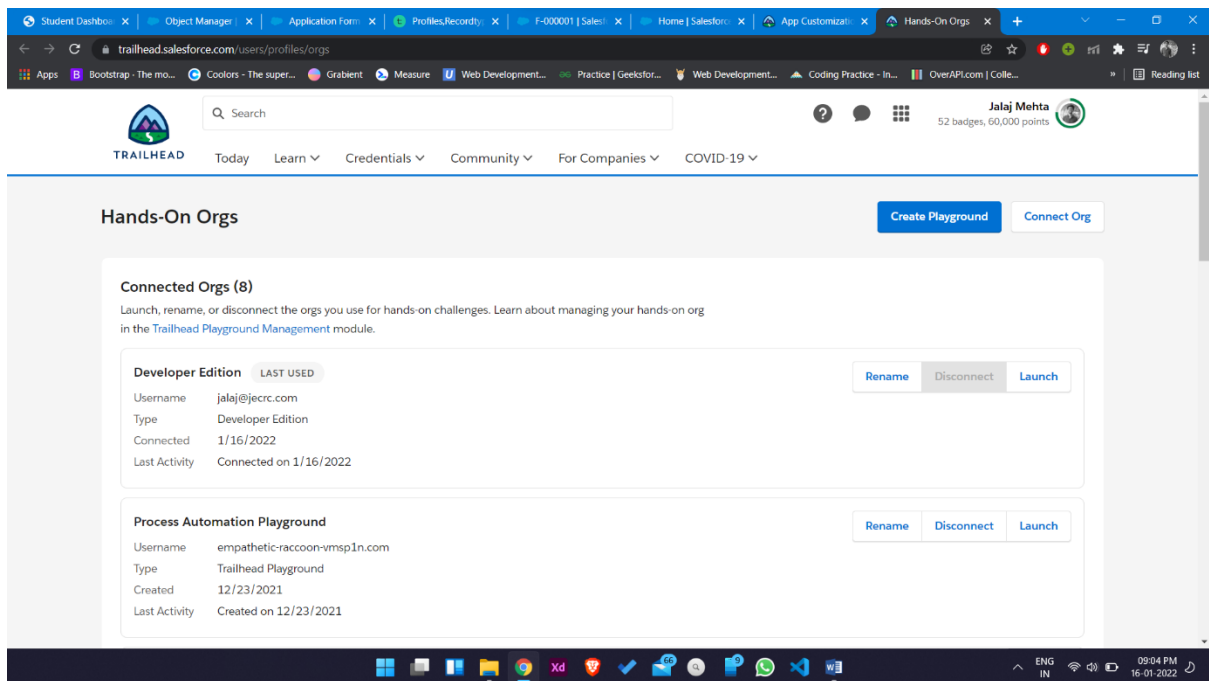 Student Dashboa
Object Manager |
Application Form
Profiles,Recordty
F-000001 | Salesf
Home | Salesforc
App Customizati
Hands-On Orgs
trailhead.salesforce.com/users/profiles/orgs
Apps
B Bootstrap - The mo...
Coolors - The super...
Grabient
Measure
U Web Development...
Practice | Geeksfor...
Web Development...
Coding Practice - In...
OverAPI.com | Colle...
»
Reading list
TRAILHEAD
Search
Jalaj Mehta
52 badges, 60,000 points
Today Learn Credentials Community For Companies COVID-19
Hands-On Orgs
Create Playground Connect Org
Connected Orgs (8)
Launch, rename, or disconnect the orgs you use for hands-on challenges. Learn about managing your hands-on org
in the Trailhead Playground Management module.
Developer Edition LAST USED
Rename Disconnect Launch
Username jalaj@jecrc.com
Type Developer Edition
Connected 1/16/2022
Last Activity Connected on 1/16/2022
Process Automation Playground
Rename Disconnect Launch
Username empathetic-raccoon-vmsp1n.com
Type Trailhead Playground
Created 12/23/2021
Last Activity Created on 12/23/2021
Xd
66
9
ENG
IN
09:04 PM
16-01-2022